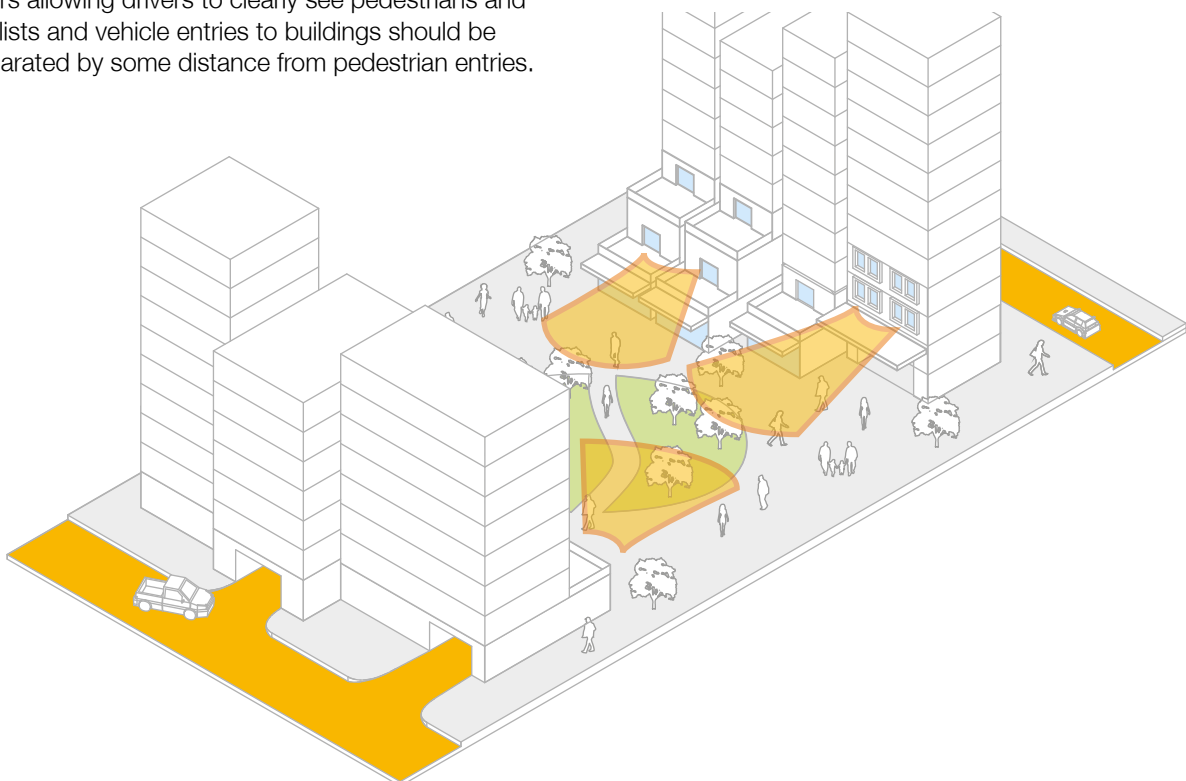 rs allowing drivers to clearly see pedestrians and
lists and vehicle entries to buildings should be
arated by some distance from pedestrian entries.